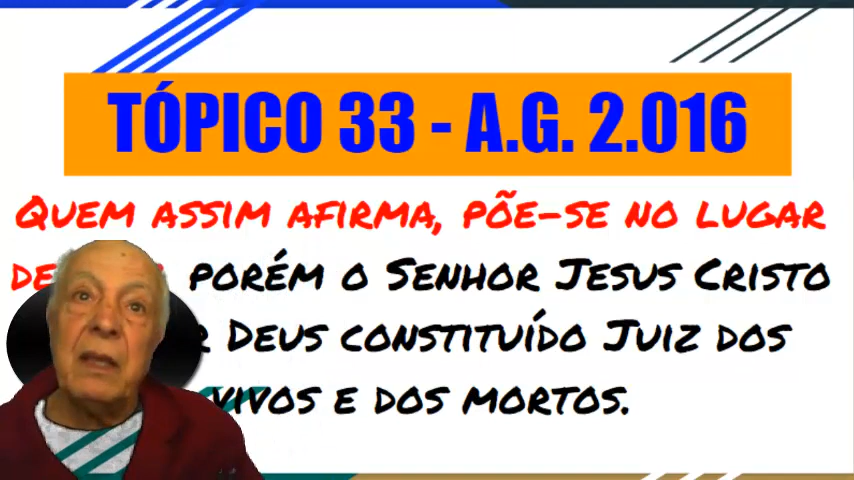 TÓPICO 33 - A.G. 2.016
Quem assim afirma, põe-se no lugar
porém o Senhor Jesus Cristo
Deus constituído Juiz dos
vivos e dos mortos.